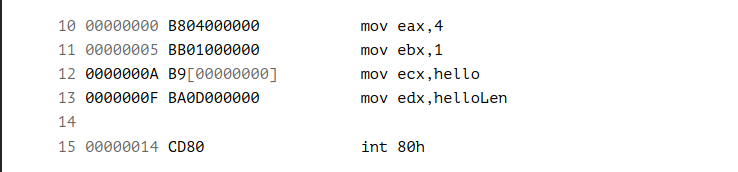 10 00000000 B804000000 mov eax,4
11 00000005 BB01000000 mov ebx,1
12 0000000A B9[00000000] mov ecx,hello
13 0000000F BA0D000000 mov edx,helloLen
14
15 00000014 CD80 int 80h